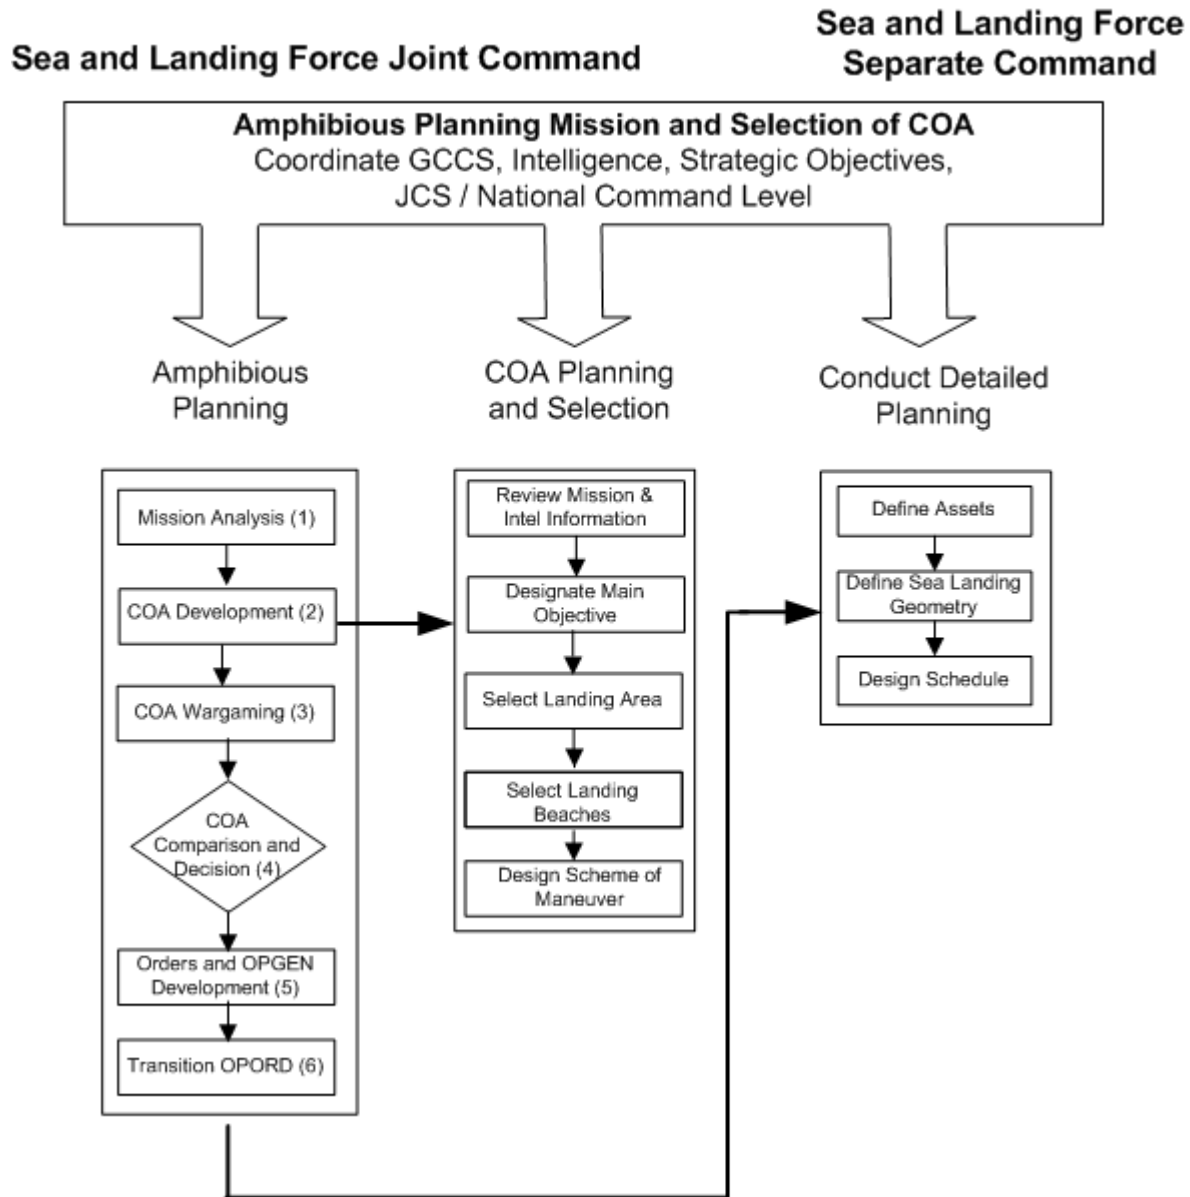 Sea and Landing Force Joint Command
Sea and Landing Force
Separate Command
Amphibious Planning Mission and Selection of COA
Coordinate GCCS, Intelligence, Strategic Objectives,
JCS / National Command Level
Amphibious
Planning
COA Planning
and Selection
Conduct Detailed
Planning
Mission Analysis (1)
COA Development (2)
COA Wargaming (3)
COA
Comparison and
Decision (4)
Orders and OPGEN
Development (5)
Transition OPORD (6)
Review Mission &
Intel Information
Designate Main
Objective
Select Landing Area
Select Landing
Beaches
Design Scheme of
Maneuver
Define Assets
Define Sea Landing
Geometry
Design Schedule